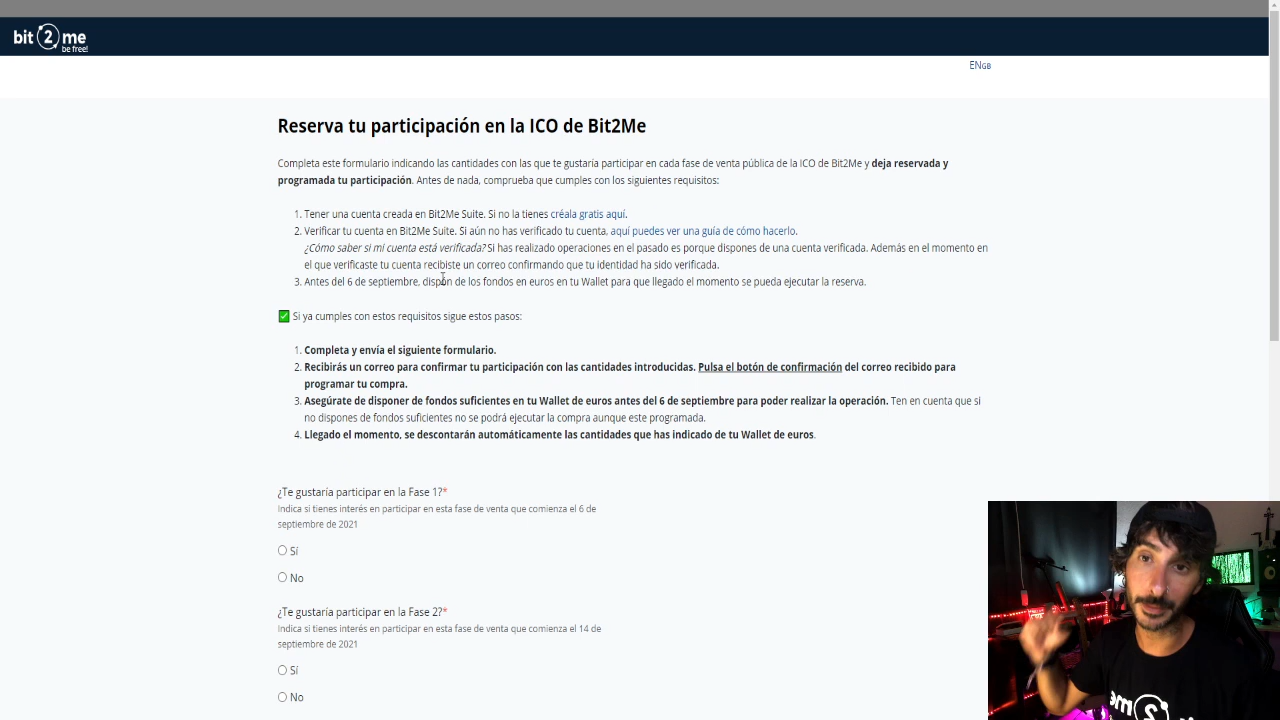 bit 2 me
be free!
ENGB
Reserva tu participación en la ICO de Bit2Me
Completa este formulario indicando las cantidades con las que te gustaría participar en cada fase de venta pública de la ICO de Bit2Me y deja reservada y
programada tu participación. Antes de nada, comprueba que cumples con los siguientes requisitos:
1. Tener una cuenta creada en Bit2Me Suite. Si no la tienes créala gratis aquí.
2. Verificar tu cuenta en Bit2Me Suite. Si aún no has verificado tu cuenta, aquí puedes ver una guía de cómo hacerlo.
¿Cómo saber si mi cuenta está verificada? Si has realizado operaciones en el pasado es porque dispones de una cuenta verificada. Además en el momento en
el que verificaste tu cuenta recibiste un correo confirmando que tu identidad ha sido verificada.
3. Antes del 6 de septiembre, dispón de los fondos en euros en tu Wallet para que llegado el momento se pueda ejecutar la reserva.
✅ Si ya cumples con estos requisitos sigue estos pasos:
1. Completa y envía el siguiente formulario.
2. Recibirás un correo para confirmar tu participación con las cantidades introducidas. Pulsa el botón de confirmación del correo recibido para
programar tu compra.
3. Asegúrate de disponer de fondos suficientes en tu Wallet de euros antes del 6 de septiembre para poder realizar la operación. Ten en cuenta que si
no dispones de fondos suficientes no se podrá ejecutar la compra aunque este programada.
4. Llegado el momento, se descontarán automáticamente las cantidades que has indicado de tu Wallet de euros.
¿Te gustaría participar en la Fase 1?*
Indica si tienes interés en participar en esta fase de venta que comienza el 6 de
septiembre de 2021
Sí
No
¿Te gustaría participar en la Fase 2?*
Indica si tienes interés en participar en esta fase de venta que comienza el 14 de
septiembre de 2021
Sí
No